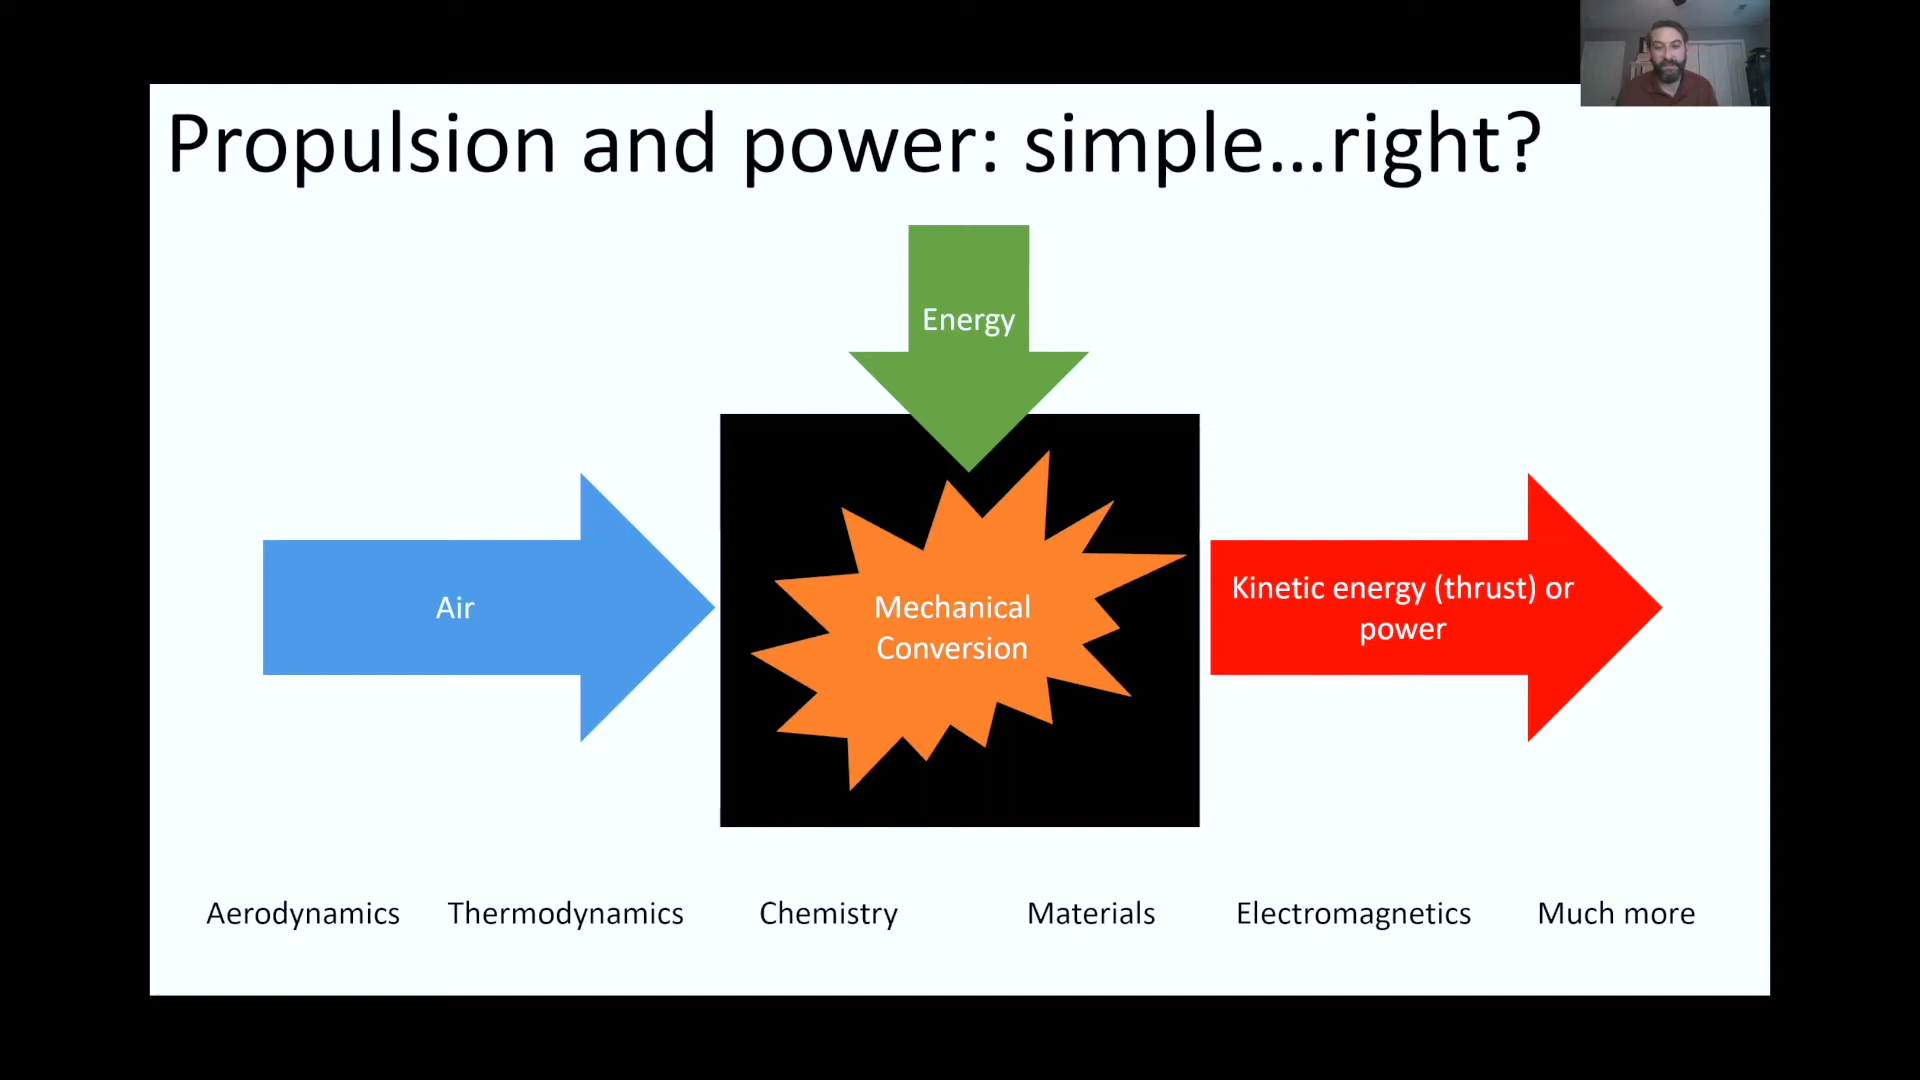 Propulsion and power: simple...right?
Energy
Air
Mechanical
Conversion
Kinetic energy (thrust) or
power
Aerodynamics Thermodynamics Chemistry Materials Electromagnetics Much more